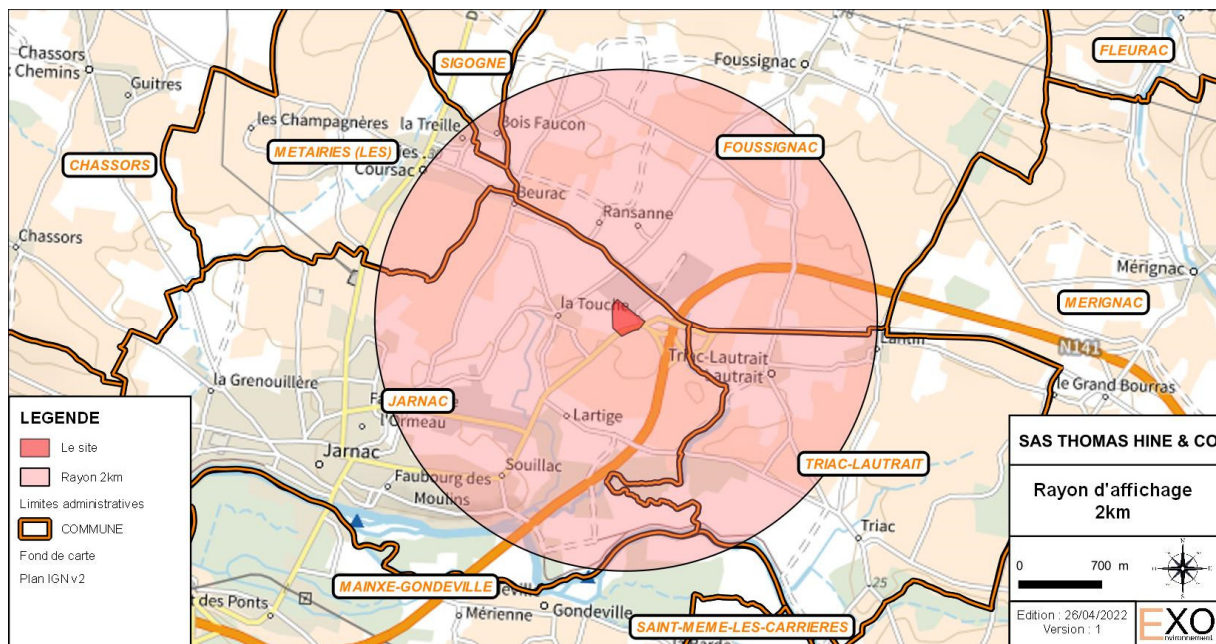 FLEURAC
SIGOGNE
Chassors
Chemins
Guitres
Foussignac
les Champagnères
la Treille
Bois Faucon
METAIRIES (LES)
FOUSSIGNAC
CHASSORS
Coursac
Beurac
Ransanne
Chassors
Mérignac
la Touche
MERIGNAC
N141
Triac-Lautrait
Lautrait
la Grenouillère
le Grand Bourras
JARNAC
l'Ormeau
Lartige
Jarnac
Souillac
TRIAC-LAUTRAIT
Faubourg des
Moulins
Triac
MAINXE-GONDEVILLE
des Ponts
Mérienne
Gondeville
SAINT-MEME-LES-CARRIERES
LEGENDE
Le site
Rayon 2km
Limites administratives
COMMUNE
Fond de carte
Plan IGN v2
SAS THOMAS HINE & CO
Rayon d'affichage
2km
0 700 m
Edition : 26/04/2022
Version : 1
EXO
environnement